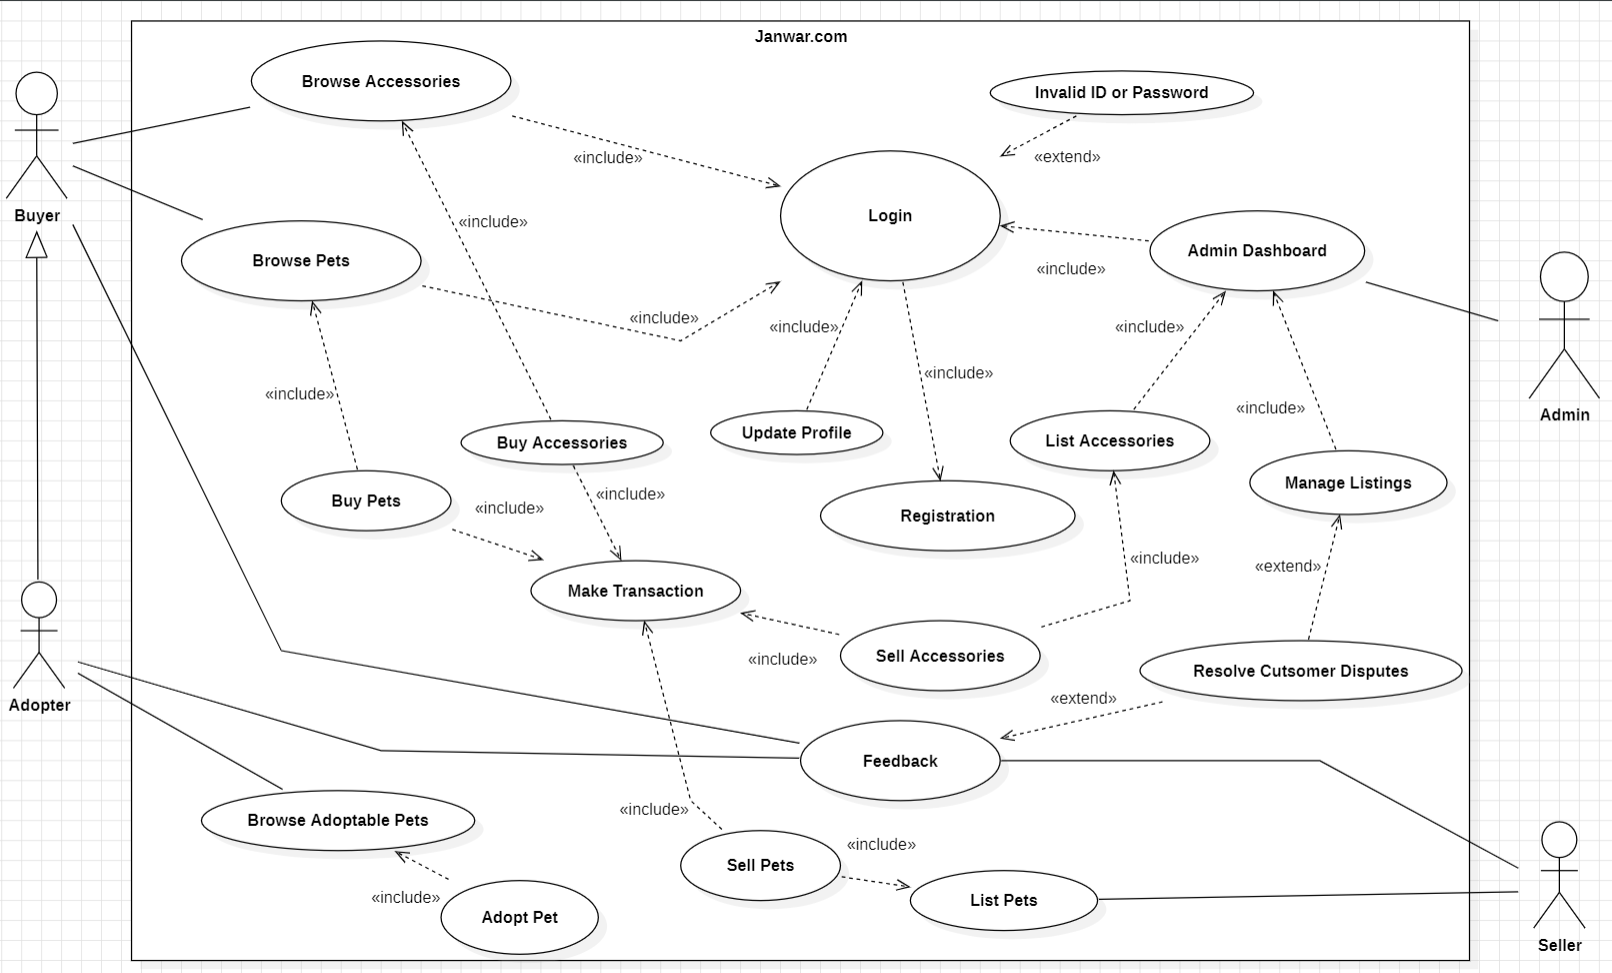 Janwar.com
Browse Accessories
Invalid ID or Password
«include»
«extend»
Buyer
Login
«include»
Browse Pets
Admin Dashboard
«include»
«include»
«include»
«include»
«include»
«include»
«include»
«include»
Admin
Buy Accessories
Update Profile
List Accessories
Manage Listings
Buy Pets
«include»
«include»
Registration
«include»
«extend»
Make Transaction
«include»
Sell Accessories
Resolve Cutsomer Disputes
«extend»
Adopter
Feedback
«include»
Browse Adoptable Pets
«include»
Sell Pets
«include»
List Pets
Adopt Pet
Seller